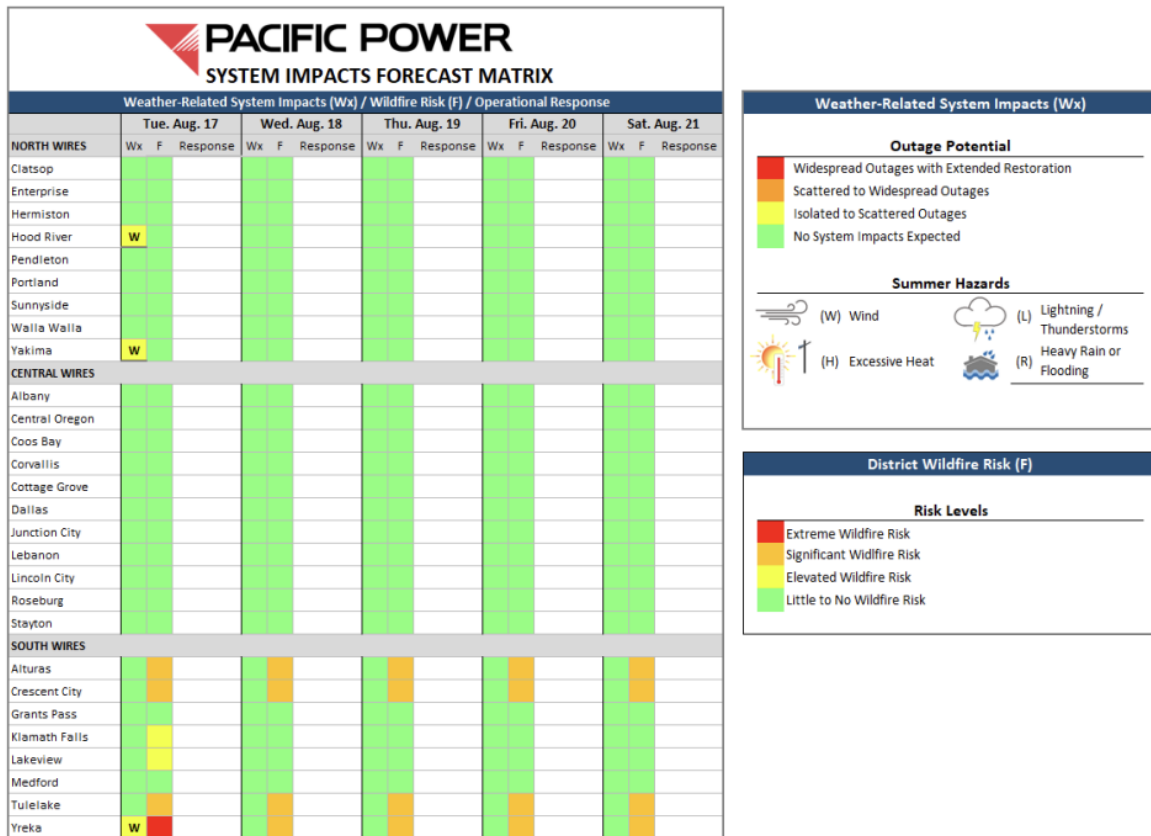 PACIFIC POWER
SYSTEM IMPACTS FORECAST MATRIX
Weather-Related System Impacts (Wx) / Wildfire Risk (F) / Operational Response
Tue. Aug. 17 Wed. Aug. 18 Thu. Aug. 19 Fri. Aug. 20 Sat. Aug. 21
NORTH WIRES Wx F Response Wx F Response Wx F Response Wx F Response Wx F Response
Clatsop
Enterprise
Hermiston
Hood River W
Pendleton
Portland
Sunnyside
Walla Walla
Yakima W
CENTRAL WIRES
Albany
Central Oregon
Coos Bay
Corvallis
Cottage Grove
Dallas
Junction City
Lebanon
Lincoln City
Roseburg
Stayton
SOUTH WIRES
Alturas
Crescent City
Grants Pass
Klamath Falls
Lakeview
Medford
Tulelake
Yreka W
Weather-Related System Impacts (Wx)
Outage Potential
Widespread Outages with Extended Restoration
Scattered to Widespread Outages
Isolated to Scattered Outages
No System Impacts Expected
Summer Hazards
(W) Wind
(L) Lightning /
Thunderstorms
(H) Excessive Heat
(R) Heavy Rain or
Flooding
District Wildfire Risk (F)
Risk Levels
Extreme Wildfire Risk
Significant Widlfire Risk
Elevated Wildfire Risk
Little to No Wildfire Risk